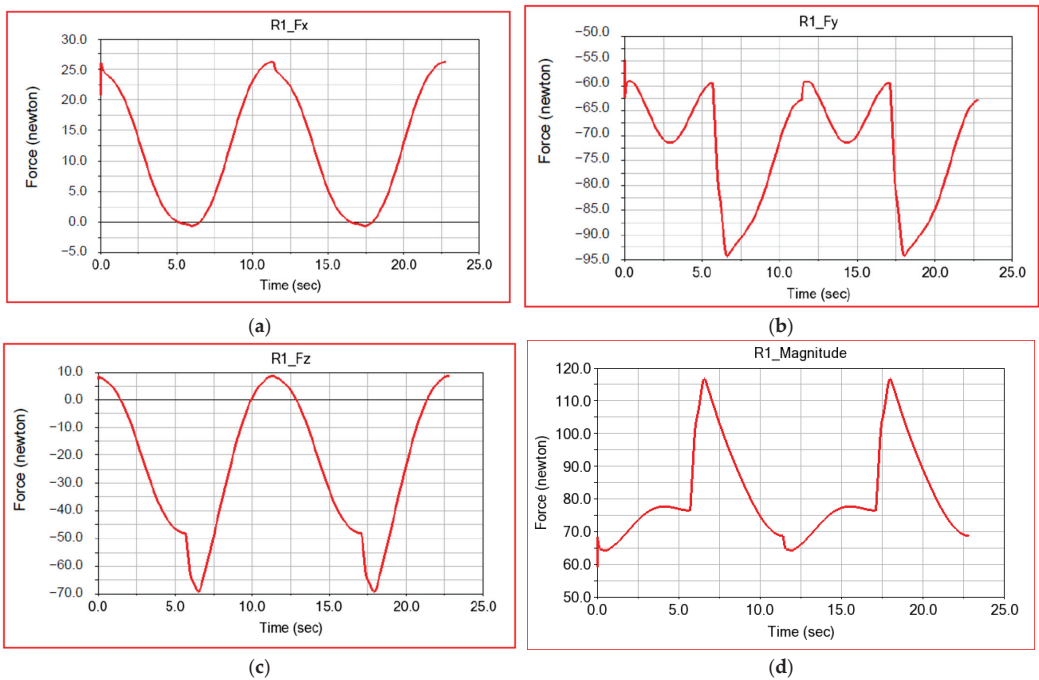 R1_Fx
30.0
25.0
20.0
15.0
10.0
5.0
0.0
−5.0
Force (newton)
0.0 5.0 10.0 15.0 20.0 25.0
Time (sec)
(a)
R1_Fy
−50.0
−55.0
−60.0
−65.0
−70.0
−75.0
−80.0
−85.0
−90.0
−95.0
Force (newton)
0.0 5.0 10.0 15.0 20.0 25.0
Time (sec)
(b)
R1_Fz
10.0
0.0
−10.0
−20.0
−30.0
−40.0
−50.0
−60.0
−70.0
Force (newton)
0.0 5.0 10.0 15.0 20.0 25.0
Time (sec)
(c)
R1_Magnitude
120.0
110.0
100.0
90.0
80.0
70.0
60.0
50.0
Force (newton)
0.0 5.0 10.0 15.0 20.0 25.0
Time (sec)
(d)